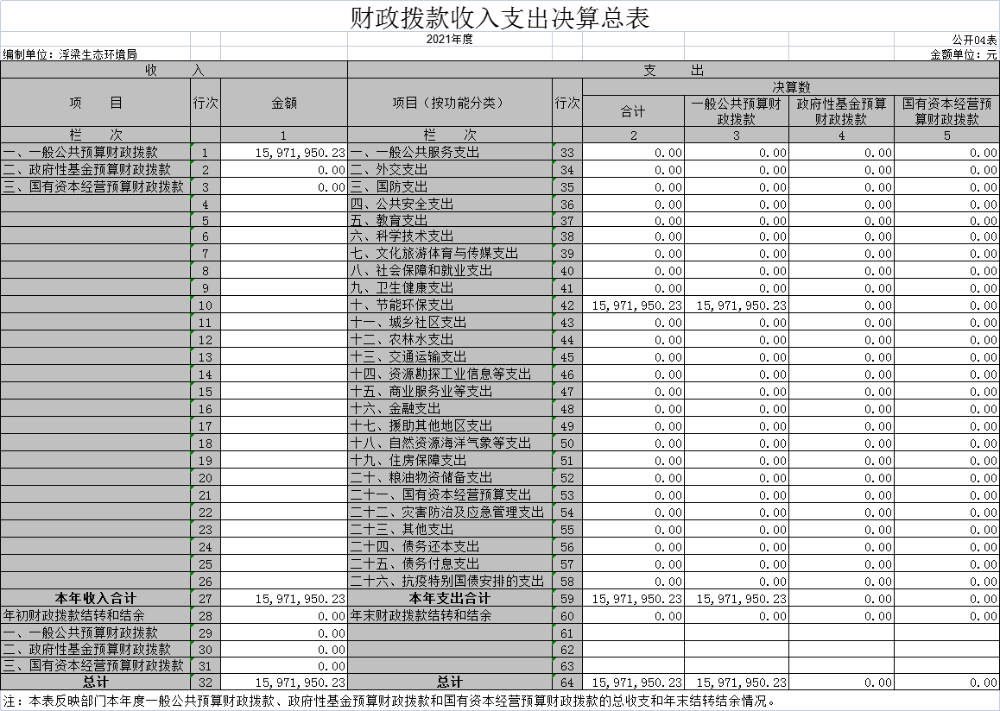 财政拨款收入支出决算总表
2021年度
公开04表
编制单位：浮梁生态环境局 金额单位：元
收 入 支 出
项 目 行次 金额 项目（按功能分类） 行次 决算数
合计 一般公共预算财政拨款 政府性基金预算财政拨款 国有资本经营预算财政拨款
栏 次 1 栏 次 2 3 4 5
一、一般公共预算财政拨款 1 15,971,950.23 一、一般公共服务支出 33 0.00 0.00 0.00 0.00
二、政府性基金预算财政拨款 2 0.00 二、外交支出 34 0.00 0.00 0.00 0.00
三、国有资本经营预算财政拨款 3 0.00 三、国防支出 35 0.00 0.00 0.00 0.00
4 四、公共安全支出 36 0.00 0.00 0.00 0.00
5 五、教育支出 37 0.00 0.00 0.00 0.00
6 六、科学技术支出 38 0.00 0.00 0.00 0.00
7 七、文化旅游体育与传媒支出 39 0.00 0.00 0.00 0.00
8 八、社会保障和就业支出 40 0.00 0.00 0.00 0.00
9 九、卫生健康支出 41 0.00 0.00 0.00 0.00
10 十、节能环保支出 42 15,971,950.23 15,971,950.23 0.00 0.00
11 十一、城乡社区支出 43 0.00 0.00 0.00 0.00
12 十二、农林水支出 44 0.00 0.00 0.00 0.00
13 十三、交通运输支出 45 0.00 0.00 0.00 0.00
14 十四、资源勘探工业信息等支出 46 0.00 0.00 0.00 0.00
15 十五、商业服务业等支出 47 0.00 0.00 0.00 0.00
16 十六、金融支出 48 0.00 0.00 0.00 0.00
17 十七、援助其他地区支出 49 0.00 0.00 0.00 0.00
18 十八、自然资源海洋气象等支出 50 0.00 0.00 0.00 0.00
19 十九、住房保障支出 51 0.00 0.00 0.00 0.00
20 二十、粮油物资储备支出 52 0.00 0.00 0.00 0.00
21 二十一、国有资本经营预算支出 53 0.00 0.00 0.00 0.00
22 二十二、灾害防治及应急管理支出 54 0.00 0.00 0.00 0.00
23 二十三、其他支出 55 0.00 0.00 0.00 0.00
24 二十四、债务还本支出 56 0.00 0.00 0.00 0.00
25 二十五、债务付息支出 57 0.00 0.00 0.00 0.00
26 二十六、抗疫特别国债安排的支出 58 0.00 0.00 0.00 0.00
本年收入合计 27 15,971,950.23 本年支出合计 59 15,971,950.23 15,971,950.23 0.00 0.00
年初财政拨款结转和结余 28 0.00 年末财政拨款结转和结余 60 0.00 0.00 0.00 0.00
一、一般公共预算财政拨款 29 0.00 61
二、政府性基金预算财政拨款 30 0.00 62
三、国有资本经营预算财政拨款 31 0.00 63
总计 32 15,971,950.23 总计 64 15,971,950.23 15,971,950.23 0.00 0.00
注：本表反映部门本年度一般公共预算财政拨款、政府性基金预算财政拨款和国有资本经营预算财政拨款的总收支和年末结转结余情况。